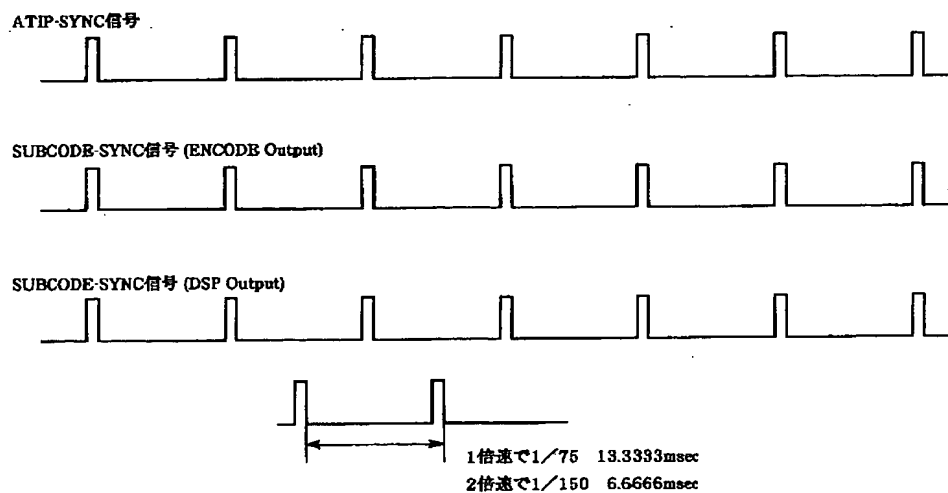 ATIP-SYNC信号
SUBCODE-SYNC信号 (ENCODE Output)
SUBCODE-SYNC信号 (DSP Output)
1倍速で1／75 13.3333msec
2倍速で1／150 6.6666msec